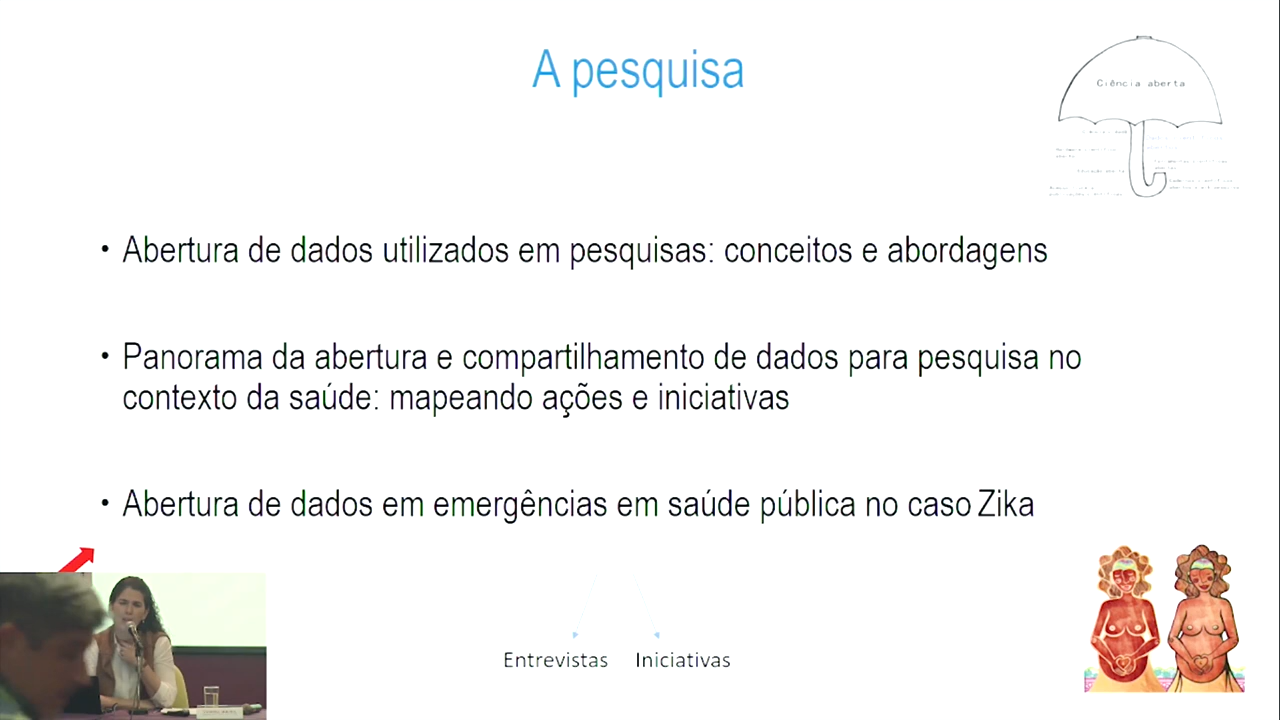 A pesquisa
Ciência aberta
• Abertura de dados utilizados em pesquisas: conceitos e abordagens
• Panorama da abertura e compartilhamento de dados para pesquisa no
contexto da saúde: mapeando ações e iniciativas
• Abertura de dados em emergências em saúde pública no caso Zika
Entrevistas
Iniciativas